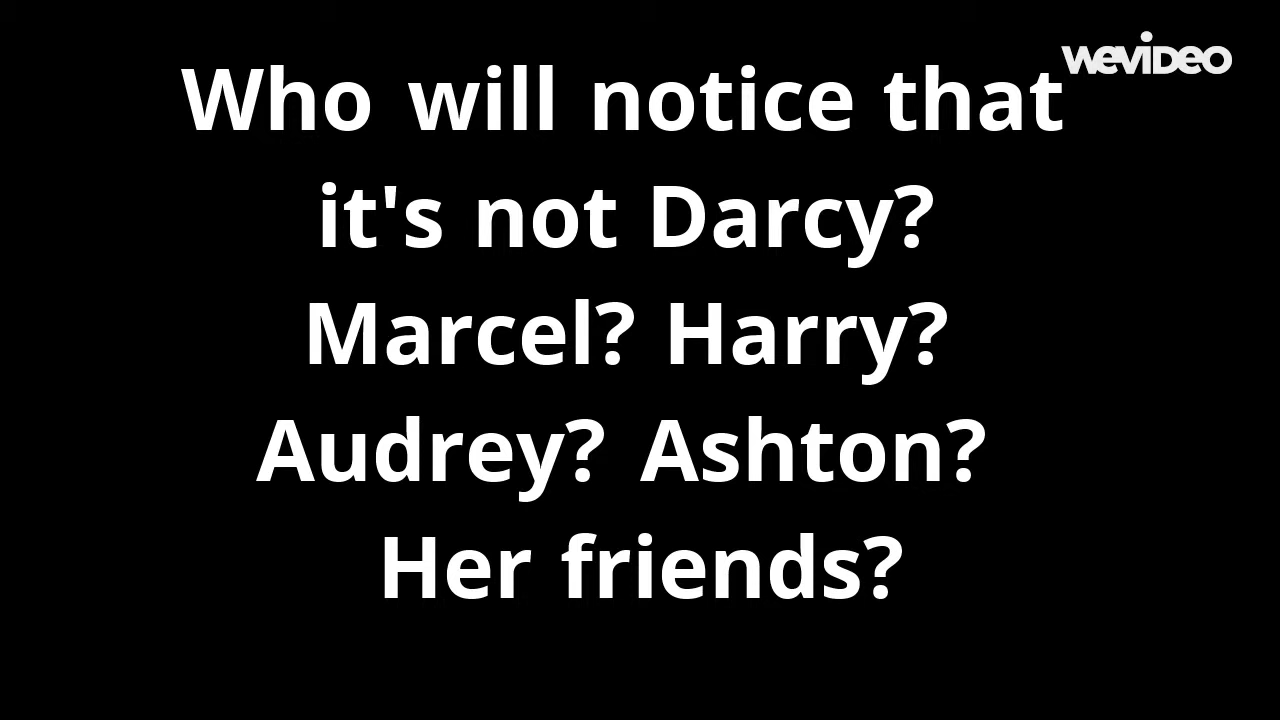 WeVideo
Who will notice that
it's not Darcy?
Marcel? Harry?
Audrey? Ashton?
Her friends?